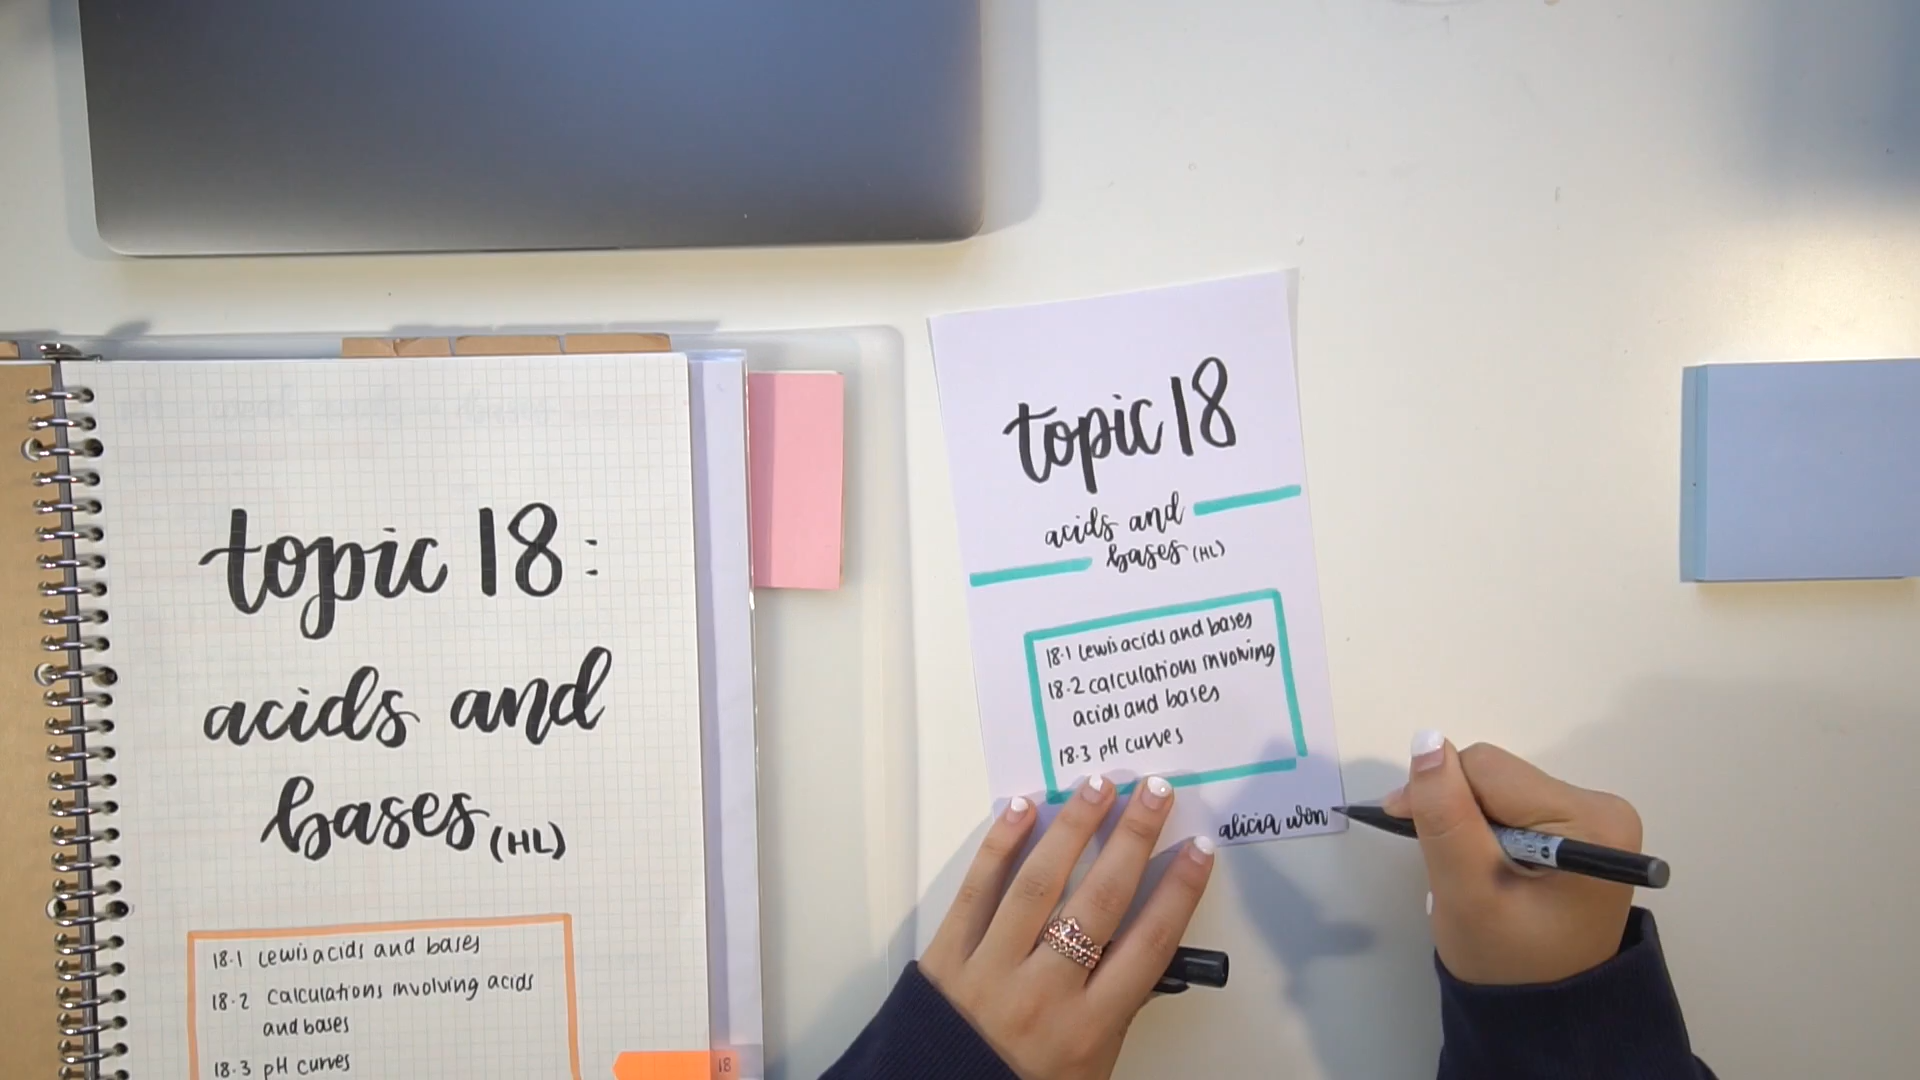 topic 18:
acids and
bases (HL)
18.1 Lewis acids and bases
18.2 calculations involving acids
and bases
18.3 pH curves
18
topic 18
acids and
bases (HL)
18.1 Lewis acids and bases
18.2 calculations involving
acids and bases
18.3 pH curves
alicia won